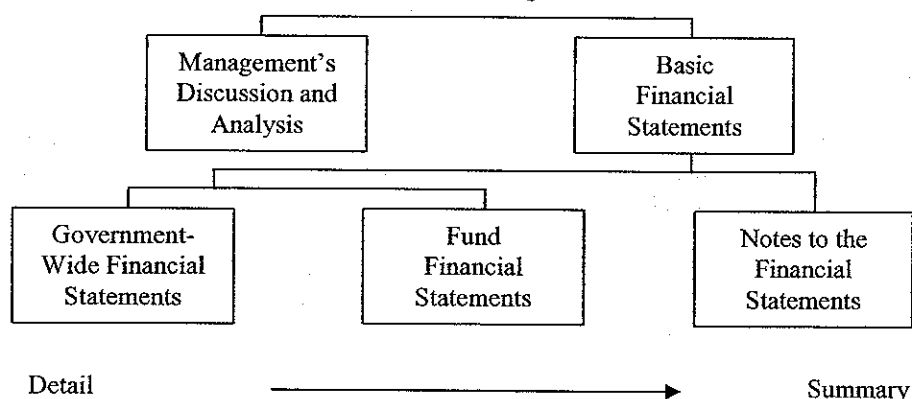 Management's
Discussion and
Analysis
Basic
Financial
Statements
Government-
Wide Financial
Statements
Fund
Financial
Statements
Notes to the
Financial
Statements
Detail
Summary